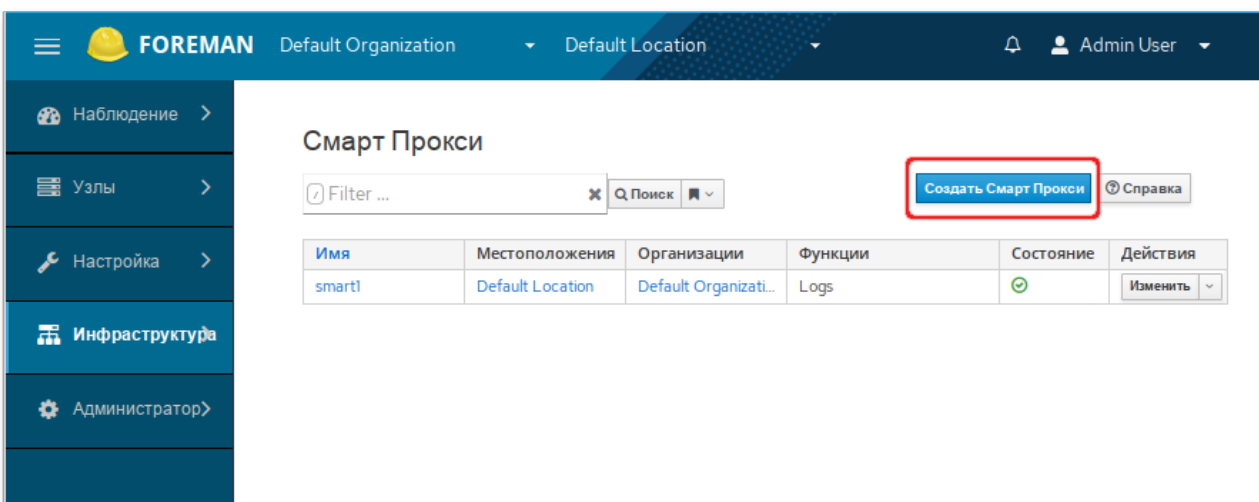 FOREMAN Default Organization Default Location Admin User
Наблюдение
Узлы
Настройка
Инфраструктура
Администратор
Смарт Прокси
Filter ... Поиск Создать Смарт Прокси Справка
Имя Местоположения Организации Функции Состояние Действия
smart1 Default Location Default Organizati... Logs Изменить